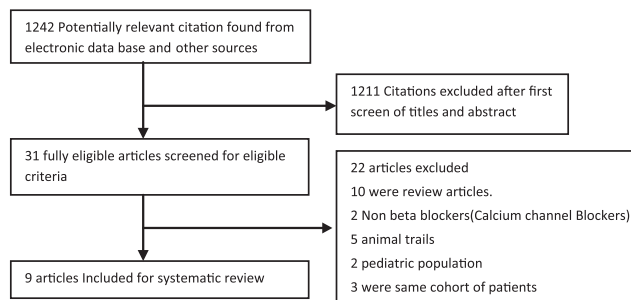 1242 Potentially relevant citation found from
electronic data base and other sources
1211 Citations excluded after first
screen of titles and abstract
31 fully eligible articles screened for eligible
criteria
22 articles excluded
10 were review articles.
2 Non beta blockers(Calcium channel Blockers)
5 animal trails
2 pediatric population
3 were same cohort of patients
9 articles Included for systematic review